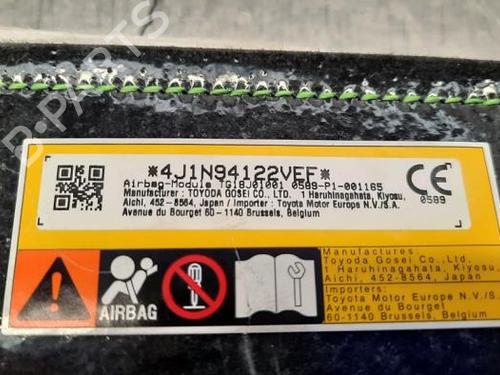 *4J1N94122VEF*
Airbag-Module TG18J01001 0589-P1-001165
Manufacturer : TOYODA GOSEI CO., LTD. 1 Haruhinagahata, Kiyosu,
Aichi, 452-8564, Japan / Importer : Toyota Motor Europe N.V./S.A.
Avenue du Bourget 60 - 1140 Brussels, Belgium
CE
0589
AIRBAG
Manufacturers:
Toyoda Gosei Co.,Ltd.
1 Haruhinagahata, Kiyosu,
Aichi, 452-8564, Japan
Importers:
Toyota Motor Europe N.V./S.A.
Avenue du Bourget
60-1140 Brussels, Belgium